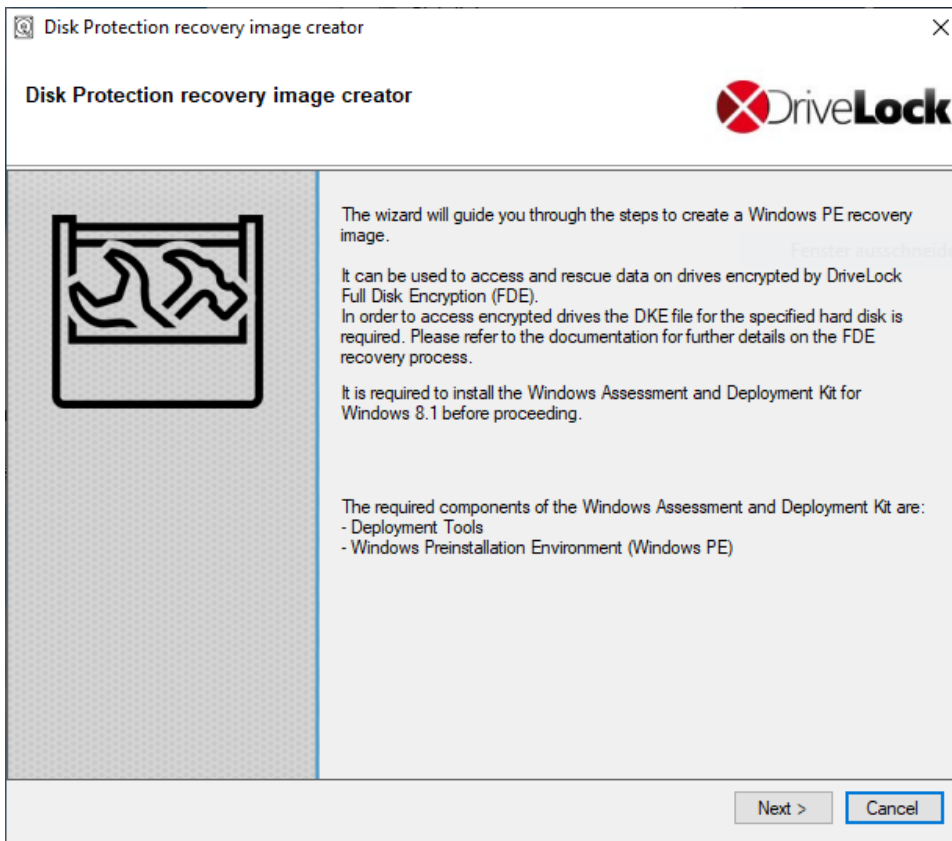 Disk Protection recovery image creator
Disk Protection recovery image creator
DriveLock
The wizard will guide you through the steps to create a Windows PE recovery
image.
Fenster ausschneide
It can be used to access and rescue data on drives encrypted by DriveLock
Full Disk Encryption (FDE).
In order to access encrypted drives the DKE file for the specified hard disk is
required. Please refer to the documentation for further details on the FDE
recovery process.
It is required to install the Windows Assessment and Deployment Kit for
Windows 8.1 before proceeding.
The required components of the Windows Assessment and Deployment Kit are:
- Deployment Tools
- Windows Preinstallation Environment (Windows PE)
Next >
Cancel